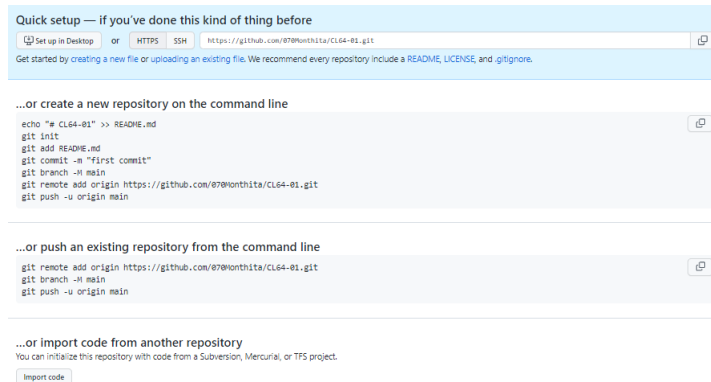 Quick setup — if you've done this kind of thing before
Set up in Desktop or HTTPS SSH https://github.com/070Monthita/CL64-01.git
Get started by creating a new file or uploading an existing file. We recommend every repository include a README, LICENSE, and .gitignore.
...or create a new repository on the command line
echo "# CL64-01" >> README.md
git init
git add README.md
git commit -m "first commit"
git branch -M main
git remote add origin https://github.com/070Monthita/CL64-01.git
git push -u origin main
...or push an existing repository from the command line
git remote add origin https://github.com/070Monthita/CL64-01.git
git branch -M main
git push -u origin main
...or import code from another repository
You can initialize this repository with code from a Subversion, Mercurial, or TFS project.
Import code